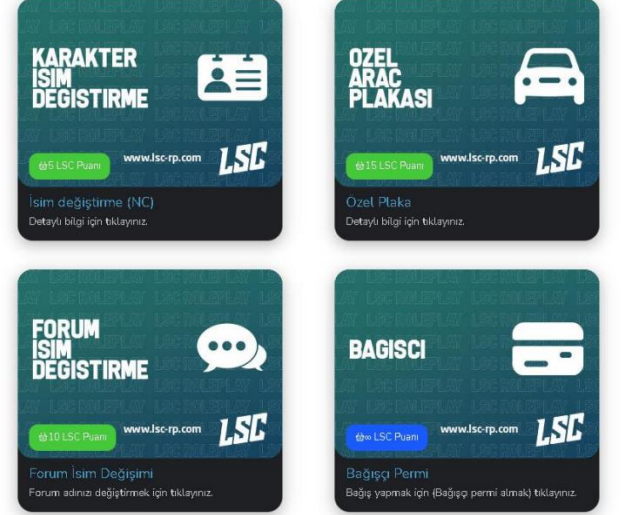 KARAKTER
ISIM
DEGISTIRME
5 LSC Puanı
www.lsc-rp.com
LSC
İsim değiştirme (NC)
Detaylı bilgi için tıklayınız.
OZEL
ARAC
PLAKASI
15 LSC Puanı
www.lsc-rp.com
LSC
Özel Plaka
Detaylı bilgi için tıklayınız.
FORUM
ISIM
DEGISTIRME
10 LSC Puanı
www.lsc-rp.com
LSC
Forum İsim Değişimi
Forum adınızı değiştirmek için tıklayınız.
BAGISCI
∞ LSC Puanı
www.lsc-rp.com
LSC
Bağışçı Permi
Bağış yapmak için (Bağışçı permi almak) tıklayınız.